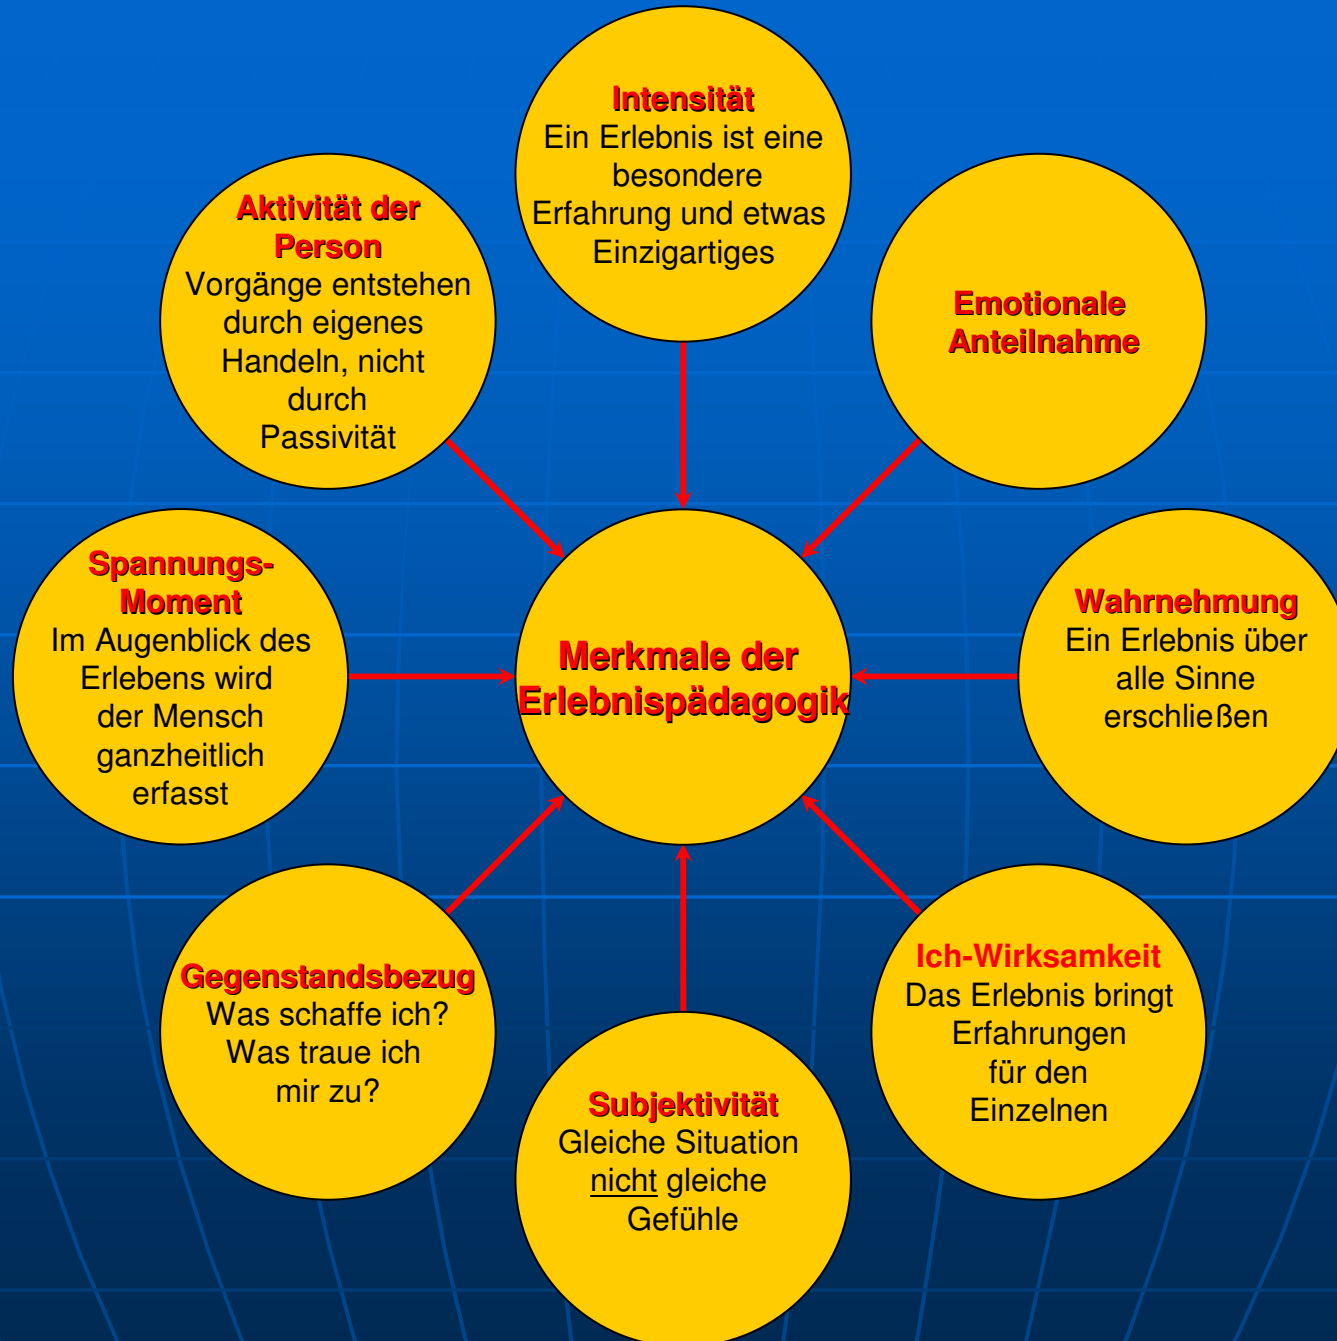 Intensität
Ein Erlebnis ist eine
besondere
Erfahrung und etwas
Einzigartiges
Aktivität der
Person
Vorgänge entstehen
durch eigenes
Handeln, nicht
durch
Passivität
Emotionale
Anteilnahme
Spannungs-
Moment
Im Augenblick des
Erlebens wird
der Mensch
ganzheitlich
erfasst
Merkmale der
Erlebnispädagogik
Wahrnehmung
Ein Erlebnis über
alle Sinne
erschließen
Gegenstandsbezug
Was schaffe ich?
Was traue ich
mir zu?
Subjektivität
Gleiche Situation
nicht gleiche
Gefühle
Ich-Wirksamkeit
Das Erlebnis bringt
Erfahrungen
für den
Einzelnen